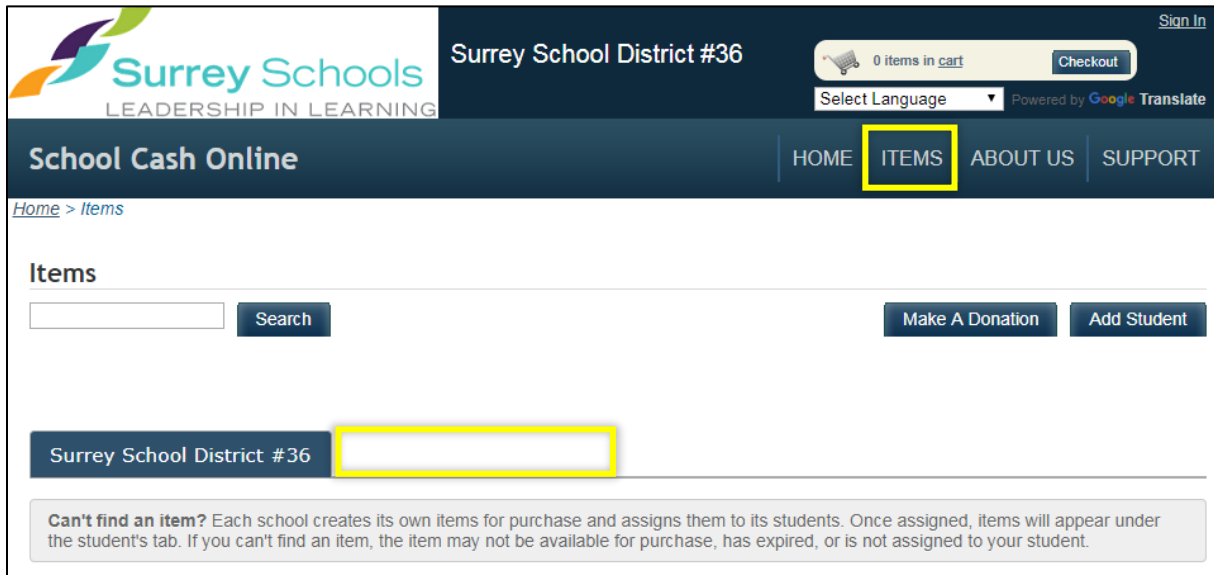 Sign In
Surrey Schools
LEADERSHIP IN LEARNING
Surrey School District #36
0 items in cart
Checkout
Select Language
Powered by Google Translate
School Cash Online
HOME ITEMS ABOUT US SUPPORT
Home > Items
Items
Search
Make A Donation
Add Student
Surrey School District #36
Can't find an item? Each school creates its own items for purchase and assigns them to its students. Once assigned, items will appear under
the student's tab. If you can't find an item, the item may not be available for purchase, has expired, or is not assigned to your student.